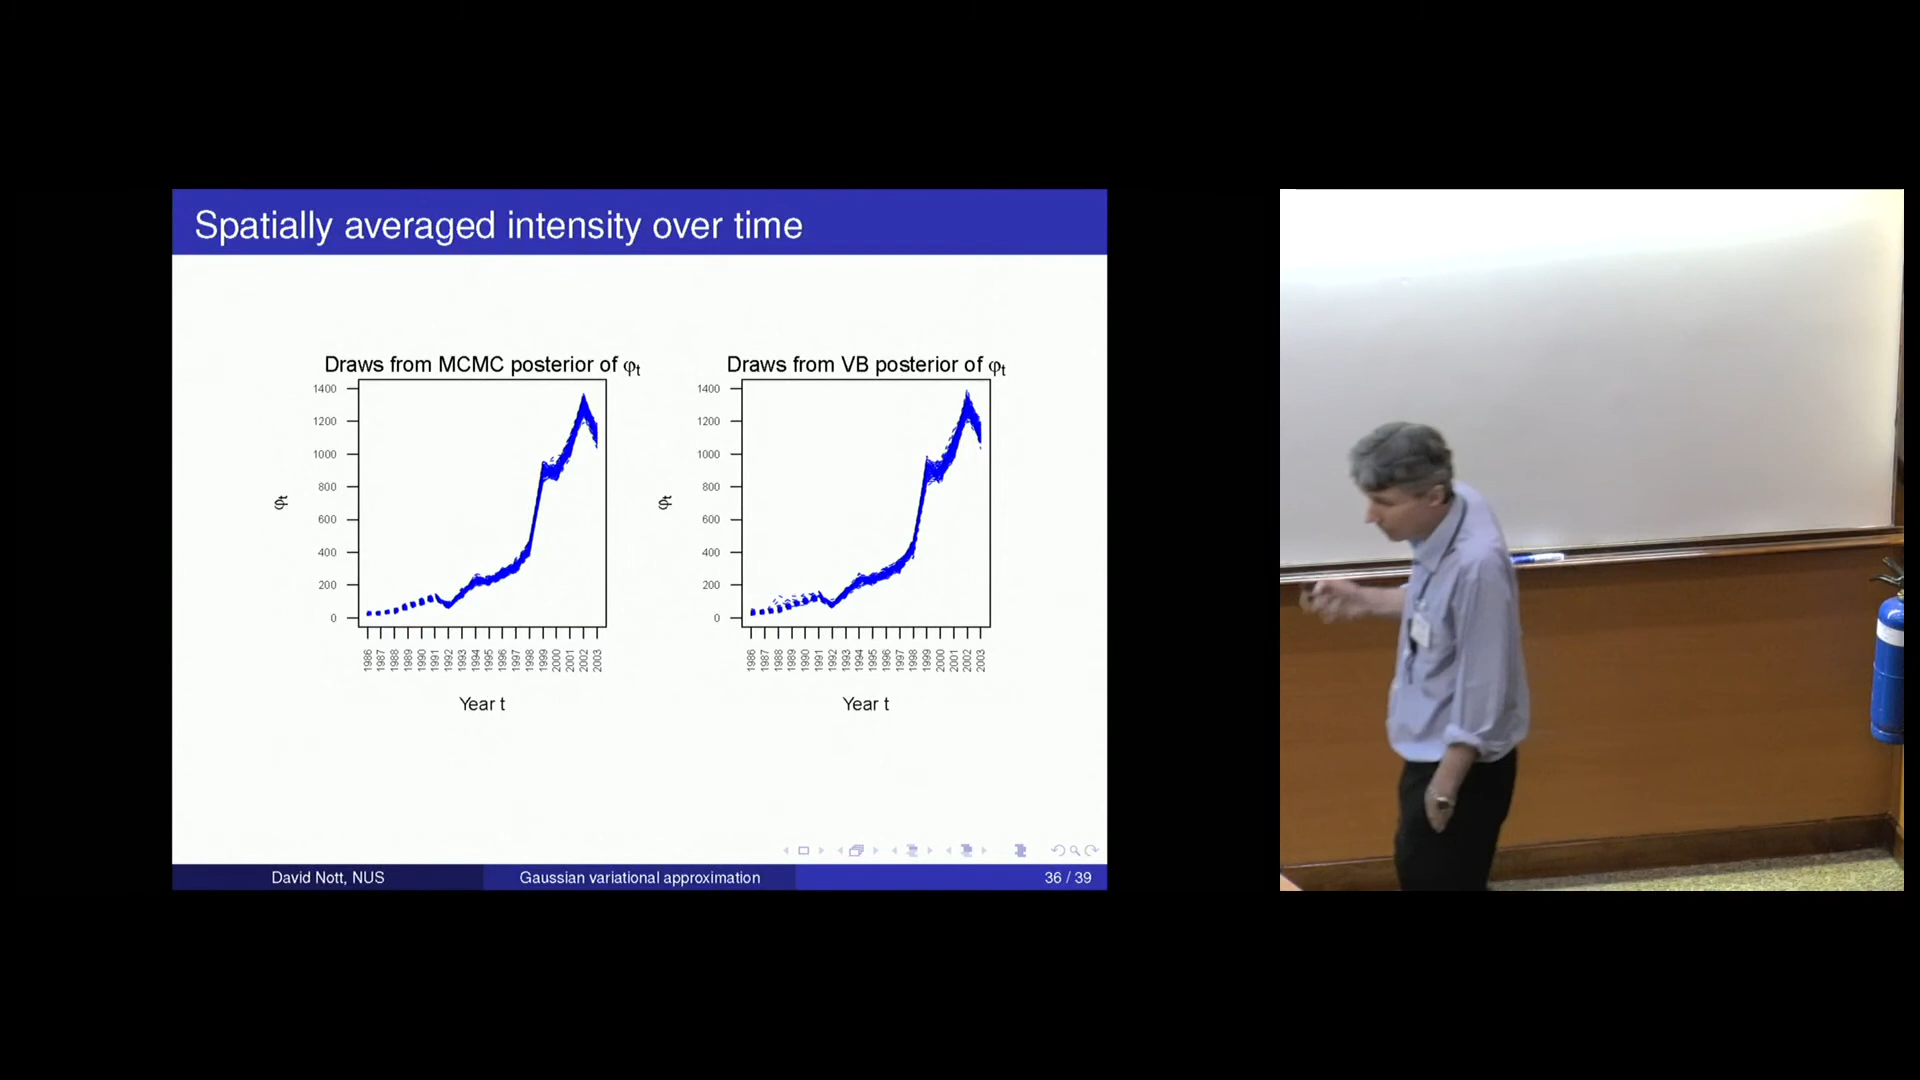 Spatially averaged intensity over time
Draws from MCMC posterior of φt
1400
1200
1000
800
600
400
200
0
φt
1986 1987 1988 1989 1990 1991 1992 1993 1994 1995 1996 1997 1998 1999 2000 2001 2002 2003
Year t
Draws from VB posterior of φt
1400
1200
1000
800
600
400
200
0
φt
1986 1987 1988 1989 1990 1991 1992 1993 1994 1995 1996 1997 1998 1999 2000 2001 2002 2003
Year t
David Nott, NUS
Gaussian variational approximation
36 / 39